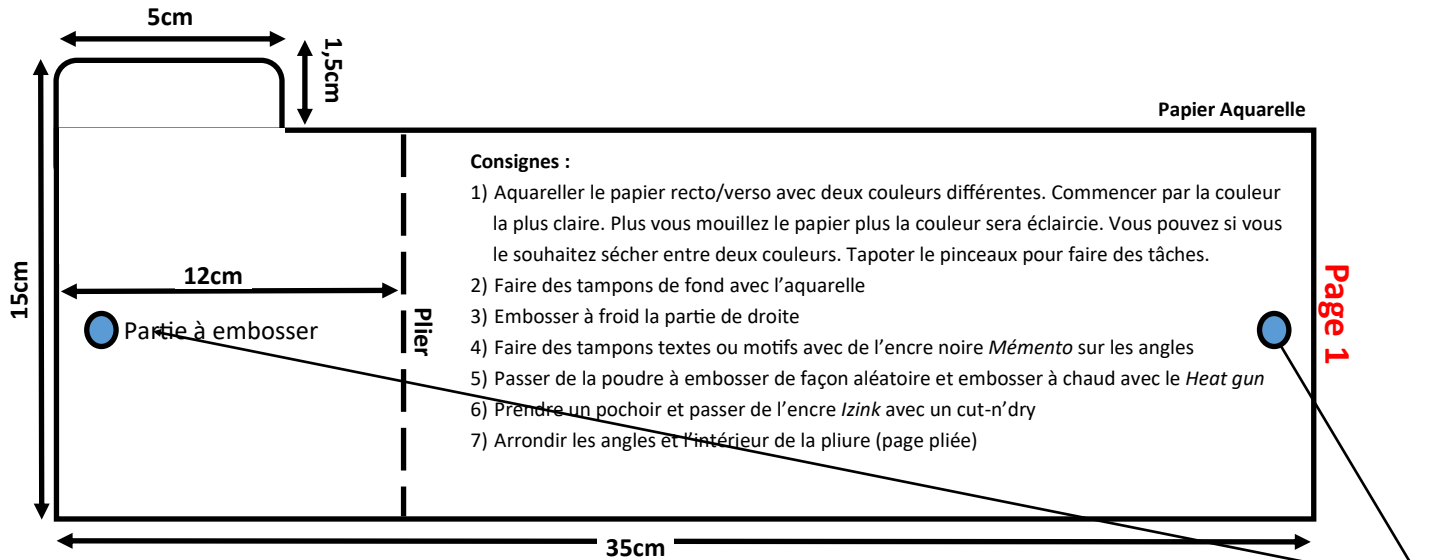 5cm
1,5cm
Papier Aquarelle
Consignes :
1) Aquareller le papier recto/verso avec deux couleurs différentes. Commencer par la couleur
la plus claire. Plus vous mouillez le papier plus la couleur sera éclaircie. Vous pouvez si vous
le souhaitez sécher entre deux couleurs. Tapoter le pinceaux pour faire des tâches.
2) Faire des tampons de fond avec l’aquarelle
3) Embosser à froid la partie de droite
4) Faire des tampons textes ou motifs avec de l’encre noire Mémento sur les angles
5) Passer de la poudre à embosser de façon aléatoire et embosser à chaud avec le Heat gun
6) Prendre un pochoir et passer de l’encre Izink avec un cut-n’dry
7) Arrondir les angles et l’intérieur de la pliure (page pliée)
12cm
15cm
Partie à embosser
Plier
Page 1
35cm